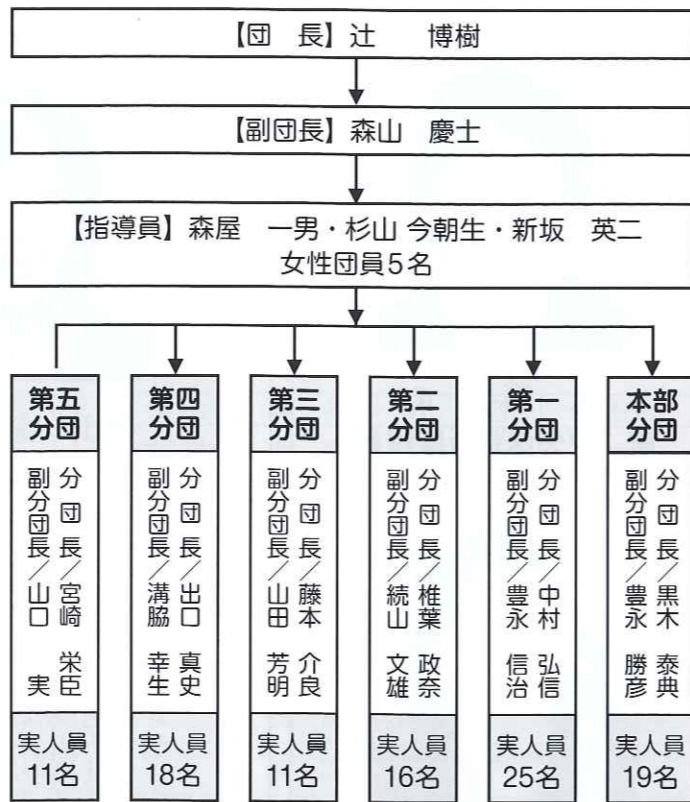 【団　長】辻　　博樹
【副団長】森山　慶士
【指導員】森屋　一男・杉山 今朝生・新坂　英二
女性団員5名
本部
分団
分団長／黒木　泰典
副分団長／豊永　勝彦
実人員
19名
第一
分団
分団長／中村　弘信
副分団長／豊永　信治
実人員
25名
第二
分団
分団長／椎葉　政奈
副分団長／続山　文雄
実人員
16名
第三
分団
分団長／藤本　介良
副分団長／山田　芳明
実人員
11名
第四
分団
分団長／出口　真史
副分団長／溝脇　幸生
実人員
18名
第五
分団
分団長／宮崎　栄臣
副分団長／山口　実
実人員
11名